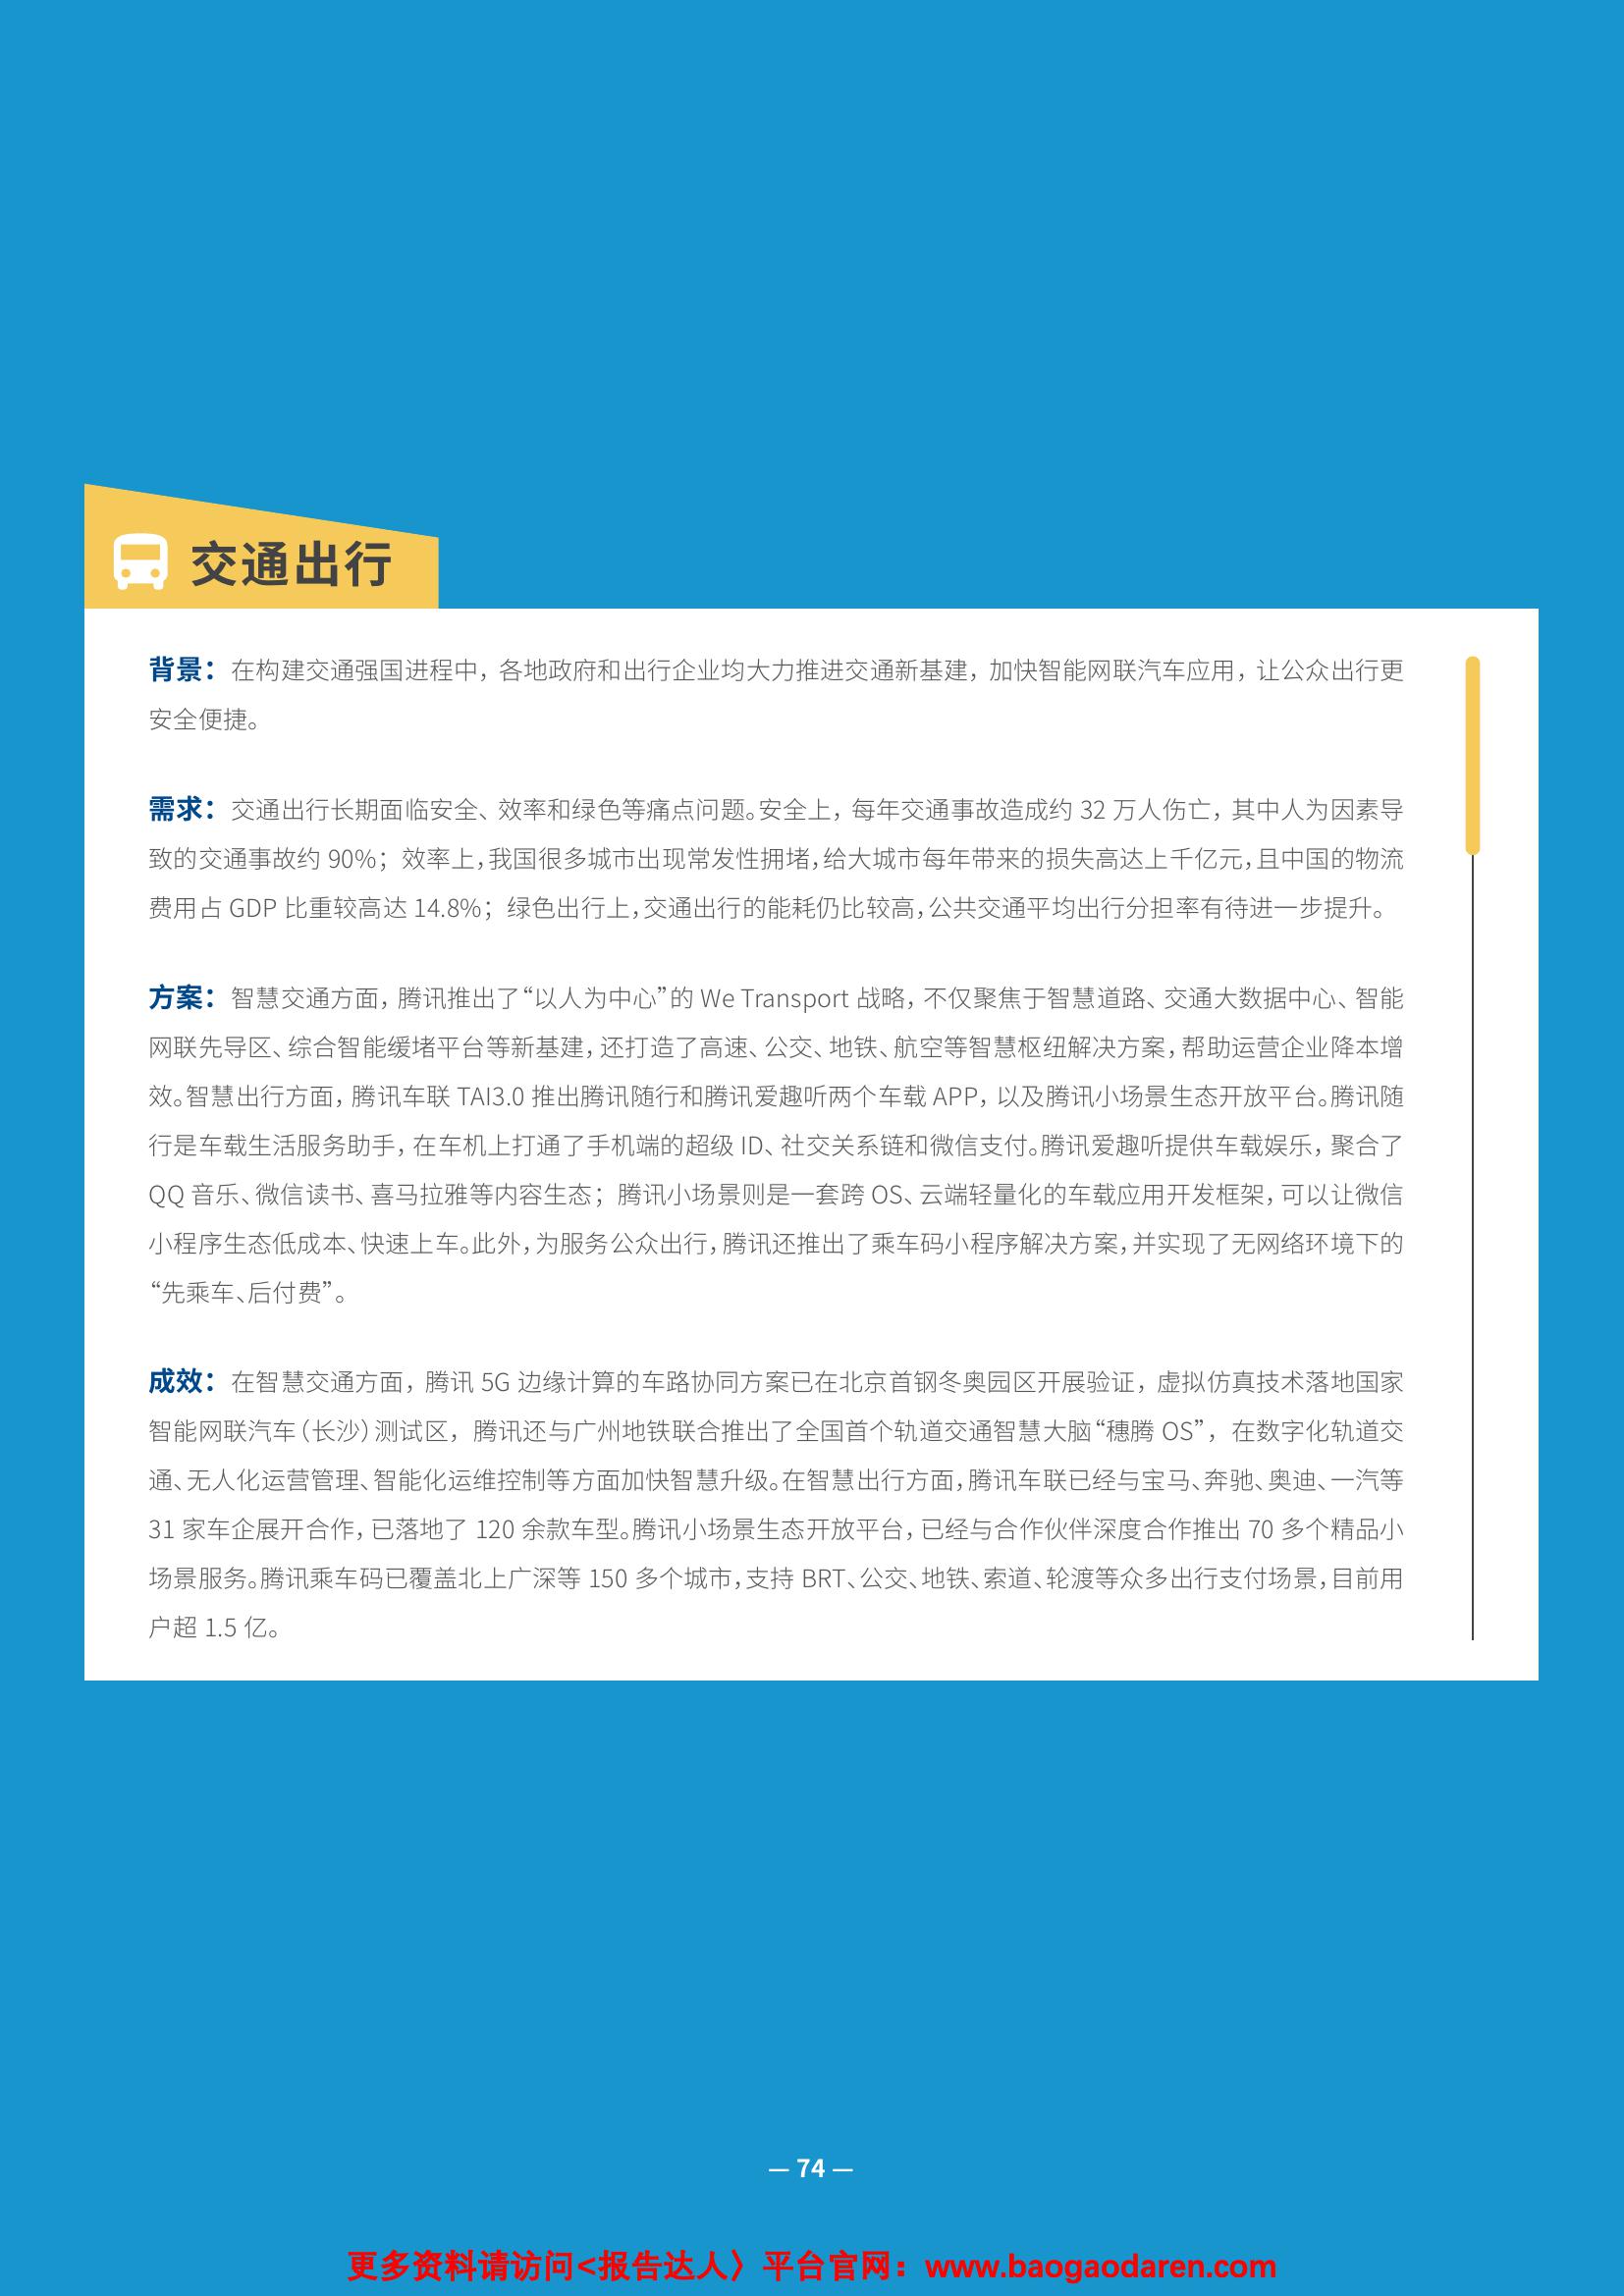 交通出行
背景：在构建交通强国进程中，各地政府和出行企业均大力推进交通新基建，加快智能网联汽车应用，让公众出行更
安全便捷。
需求：交通出行长期面临安全、效率和绿色等痛点问题。安全上，每年交通事故造成约 32 万人伤亡，其中人为因素导
致的交通事故约 90%；效率上，我国很多城市出现常发性拥堵，给大城市每年带来的损失高达上千亿元，且中国的物流
费用占 GDP 比重较高达 14.8%；绿色出行上，交通出行的能耗仍比较高，公共交通平均出行分担率有待进一步提升。
方案：智慧交通方面，腾讯推出了“以人为中心”的 We Transport 战略，不仅聚焦于智慧道路、交通大数据中心、智能
网联先导区、综合智能缓堵平台等新基建，还打造了高速、公交、地铁、航空等智慧枢纽解决方案，帮助运营企业降本增
效。智慧出行方面，腾讯车联 TAI3.0 推出腾讯随行和腾讯爱趣听两个车载 APP，以及腾讯小场景生态开放平台。腾讯随
行是车载生活服务助手，在车机上打通了手机端的超级 ID、社交关系链和微信支付。腾讯爱趣听提供车载娱乐，聚合了
QQ 音乐、微信读书、喜马拉雅等内容生态；腾讯小场景则是一套跨 OS、云端轻量化的车载应用开发框架，可以让微信
小程序生态低成本、快速上车。此外，为服务公众出行，腾讯还推出了乘车码小程序解决方案，并实现了无网络环境下的
“先乘车、后付费”。
成效：在智慧交通方面，腾讯 5G 边缘计算的车路协同方案已在北京首钢冬奥园区开展验证，虚拟仿真技术落地国家
智能网联汽车（长沙）测试区，腾讯还与广州地铁联合推出了全国首个轨道交通智慧大脑“穗腾 OS”，在数字化轨道交
通、无人化运营管理、智能化运维控制等方面加快智慧升级。在智慧出行方面，腾讯车联已经与宝马、奔驰、奥迪、一汽等
31 家车企展开合作，已落地了 120 余款车型。腾讯小场景生态开放平台，已经与合作伙伴深度合作推出 70 多个精品小
场景服务。腾讯乘车码已覆盖北上广深等 150 多个城市，支持 BRT、公交、地铁、索道、轮渡等众多出行支付场景，目前用
户超 1.5 亿。
— 74 —
更多资料请访问<报告达人〉平台官网：www.baogaodaren.com